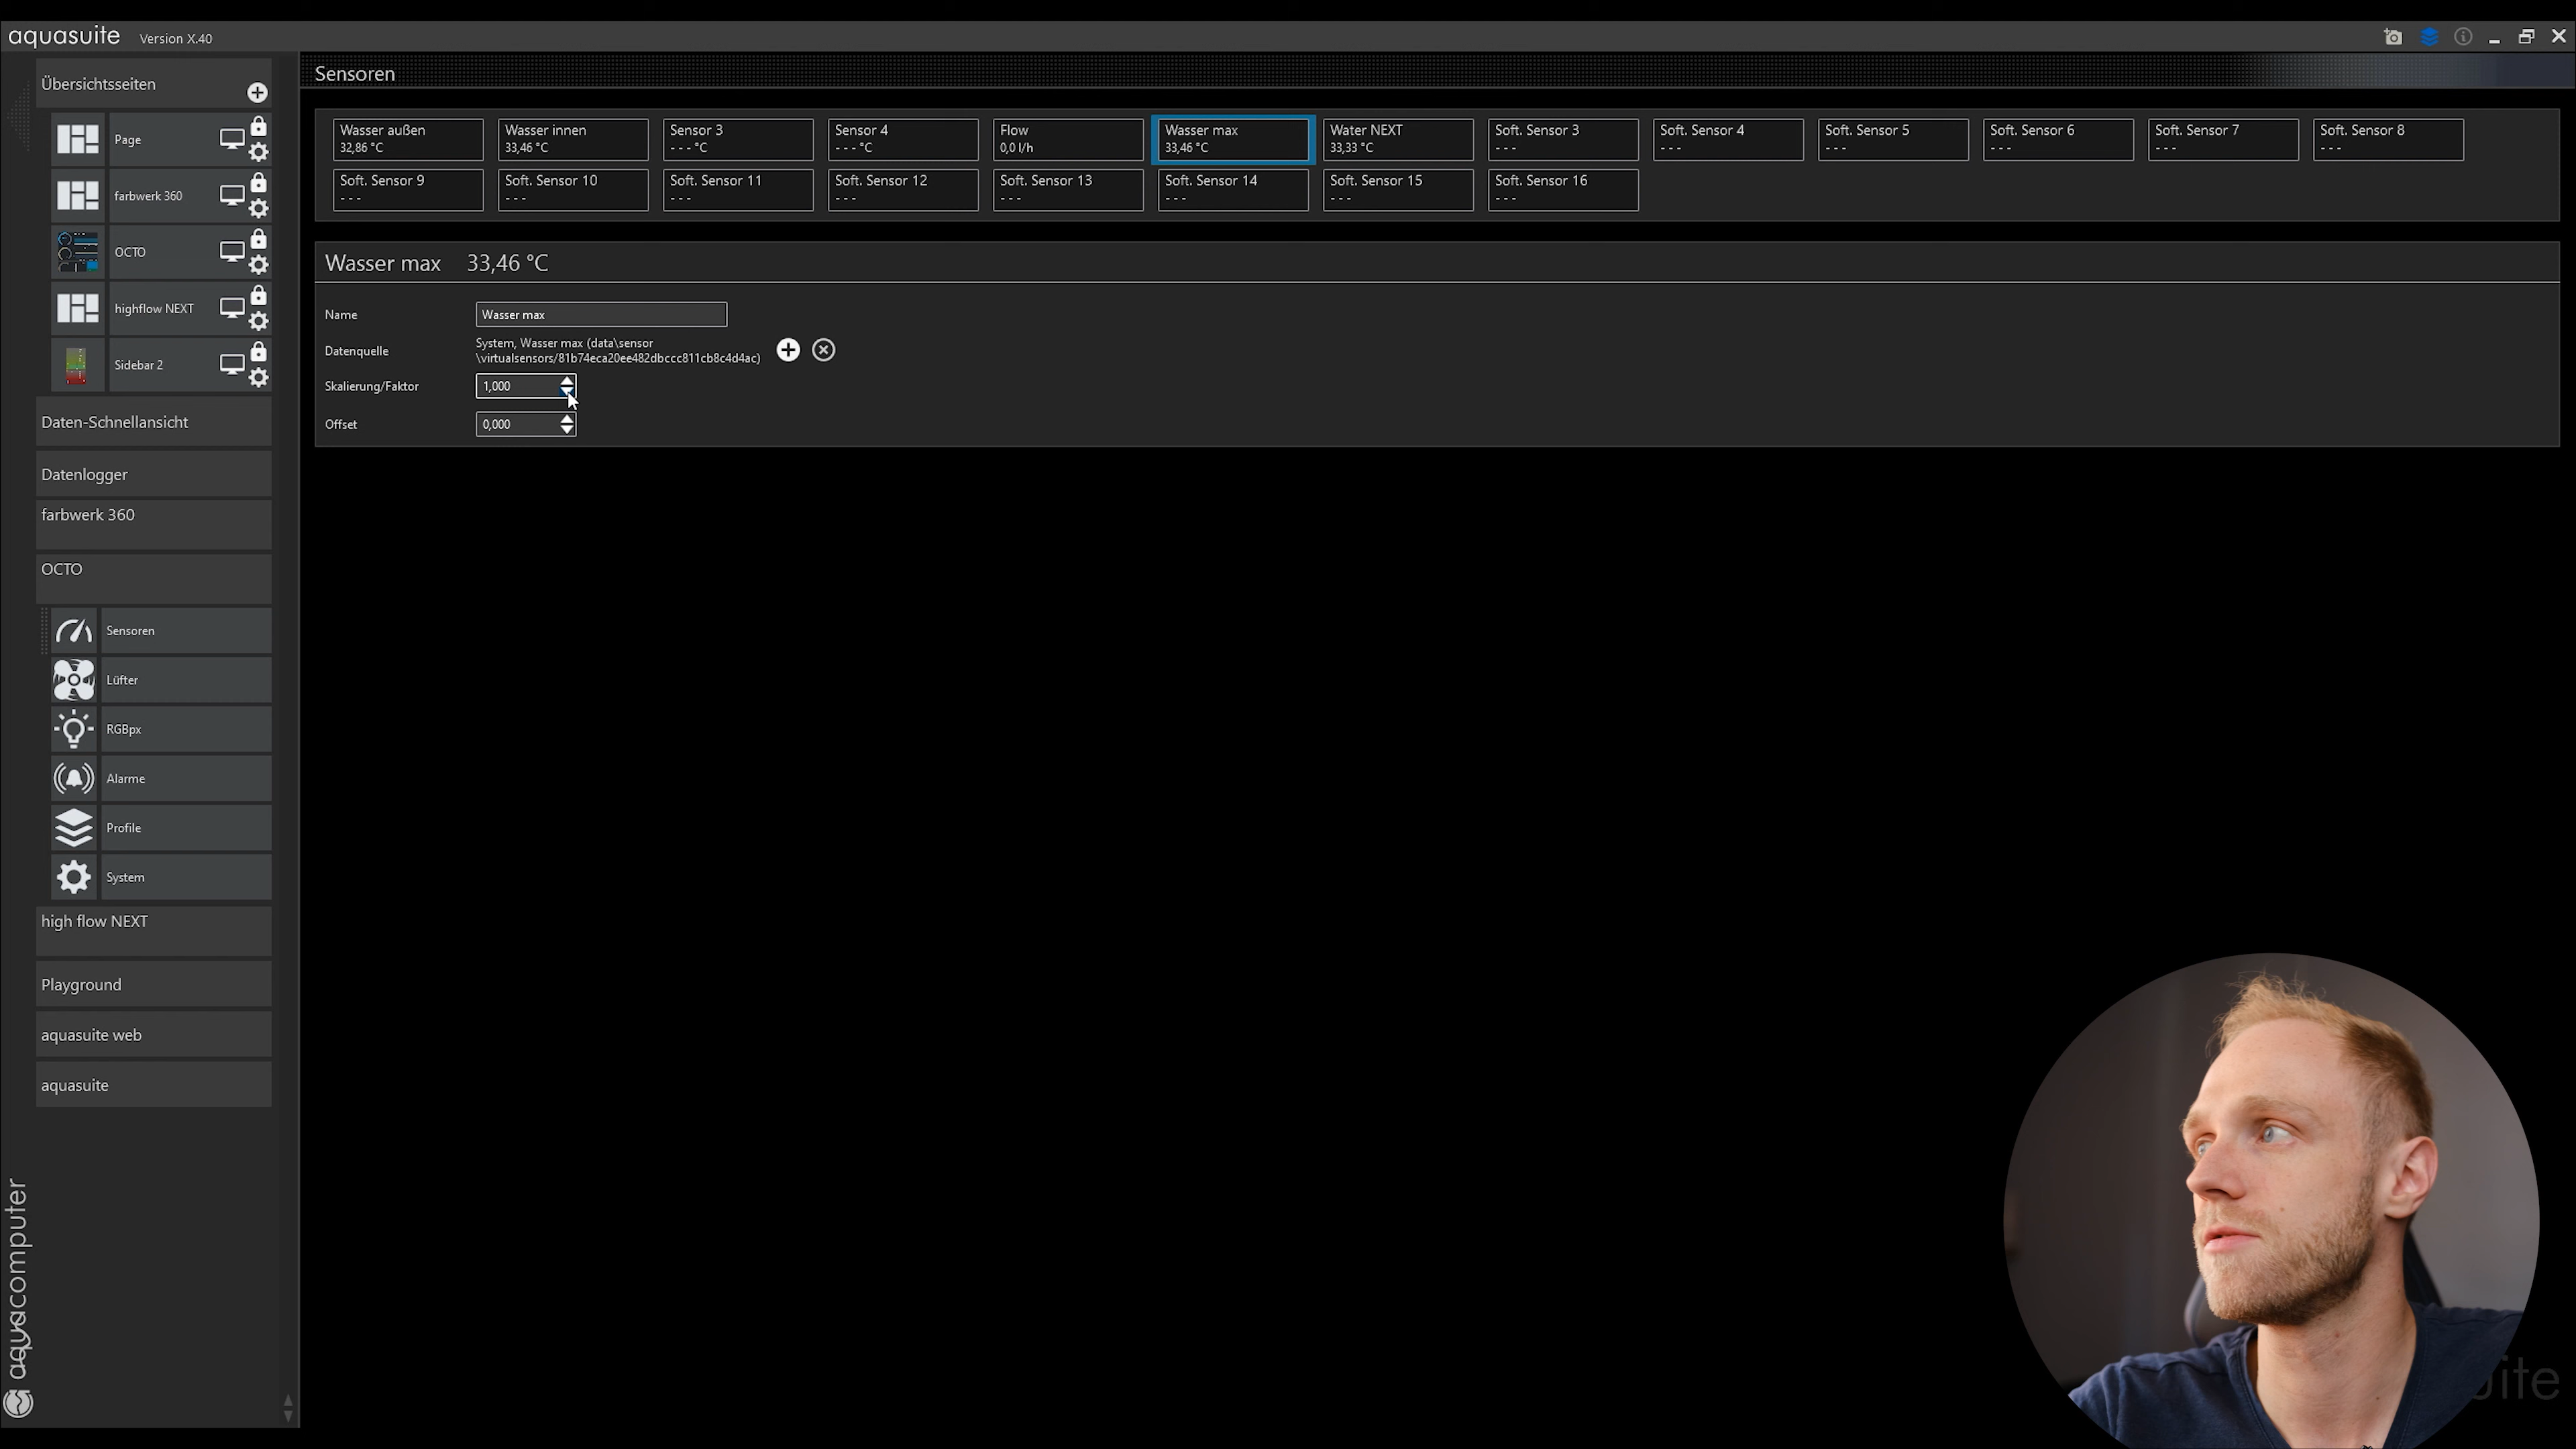 aquasuite Version X.40
Übersichtsseiten
Page
farbwerk 360
OCTO
highflow NEXT
Sidebar 2
Daten-Schnellansicht
Datenlogger
farbwerk 360
OCTO
Sensoren
Lüfter
RGBpx
Alarme
Profile
System
high flow NEXT
Playground
aquasuite web
aquasuite
aquacomputer
Sensoren
Wasser außen
32,86 °C
Wasser innen
33,46 °C
Sensor 3
- - - °C
Sensor 4
- - - °C
Flow
0,0 l/h
Wasser max
33,46 °C
Water NEXT
33,33 °C
Soft. Sensor 3
- - -
Soft. Sensor 4
- - -
Soft. Sensor 5
- - -
Soft. Sensor 6
- - -
Soft. Sensor 7
- - -
Soft. Sensor 8
- - -
Soft. Sensor 9
- - -
Soft. Sensor 10
- - -
Soft. Sensor 11
- - -
Soft. Sensor 12
- - -
Soft. Sensor 13
- - -
Soft. Sensor 14
- - -
Soft. Sensor 15
- - -
Soft. Sensor 16
- - -
Wasser max 33,46 °C
Name Wasser max
Datenquelle System, Wasser max (data\sensor
\virtualsensors/81b74eca20ee482dbccc811cb8c4d4ac)
Skalierung/Faktor 1,000
Offset 0,000